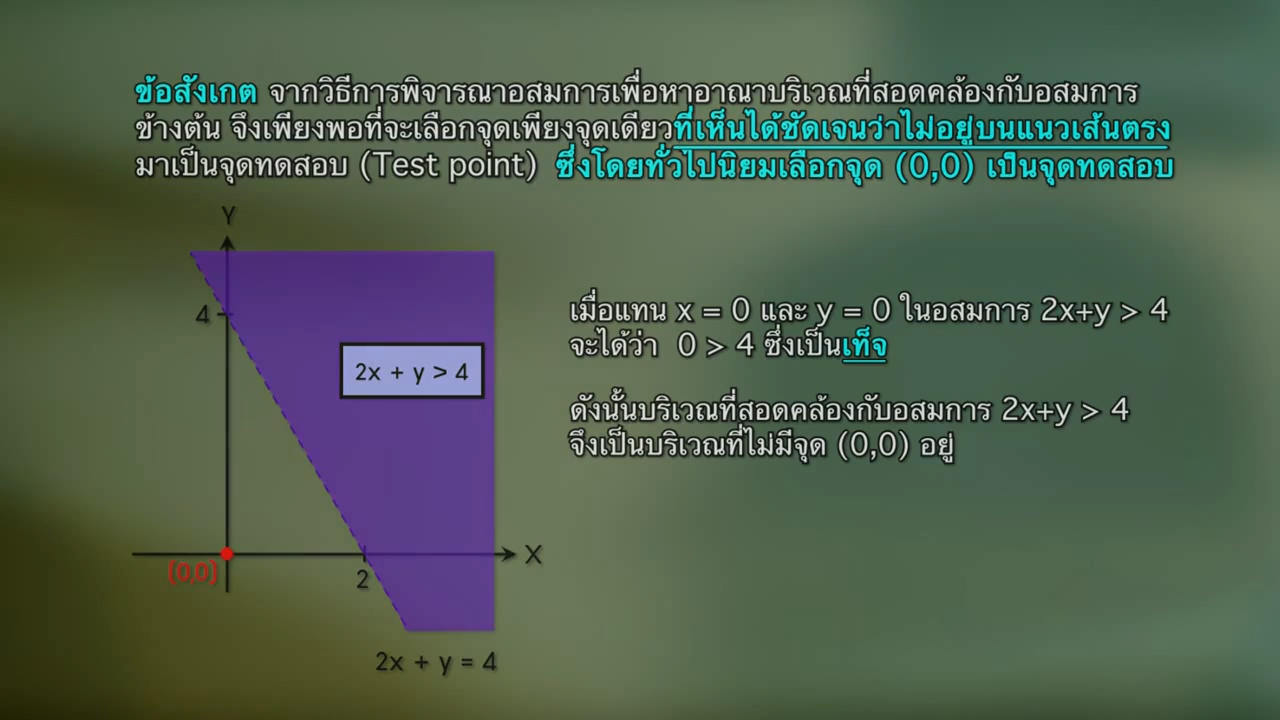 ข้อสังเกต จากวิธีการพิจารณาอสมการเพื่อหาอาณาบริเวณที่สอดคล้องกับอสมการ
ข้างต้น จึงเพียงพอที่จะเลือกจุดเพียงจุดเดียวที่เห็นได้ชัดเจนว่าไม่อยู่บนแนวเส้นตรง
มาเป็นจุดทดสอบ (Test point) ซึ่งโดยทั่วไปนิยมเลือกจุด (0,0) เป็นจุดทดสอบ
Y
4
2x + y > 4
X
(0,0)
2
2x + y = 4
เมื่อแทน x = 0 และ y = 0 ในอสมการ 2x+y > 4
จะได้ว่า 0 > 4 ซึ่งเป็นเท็จ
ดังนั้นบริเวณที่สอดคล้องกับอสมการ 2x+y > 4
จึงเป็นบริเวณที่ไม่มีจุด (0,0) อยู่